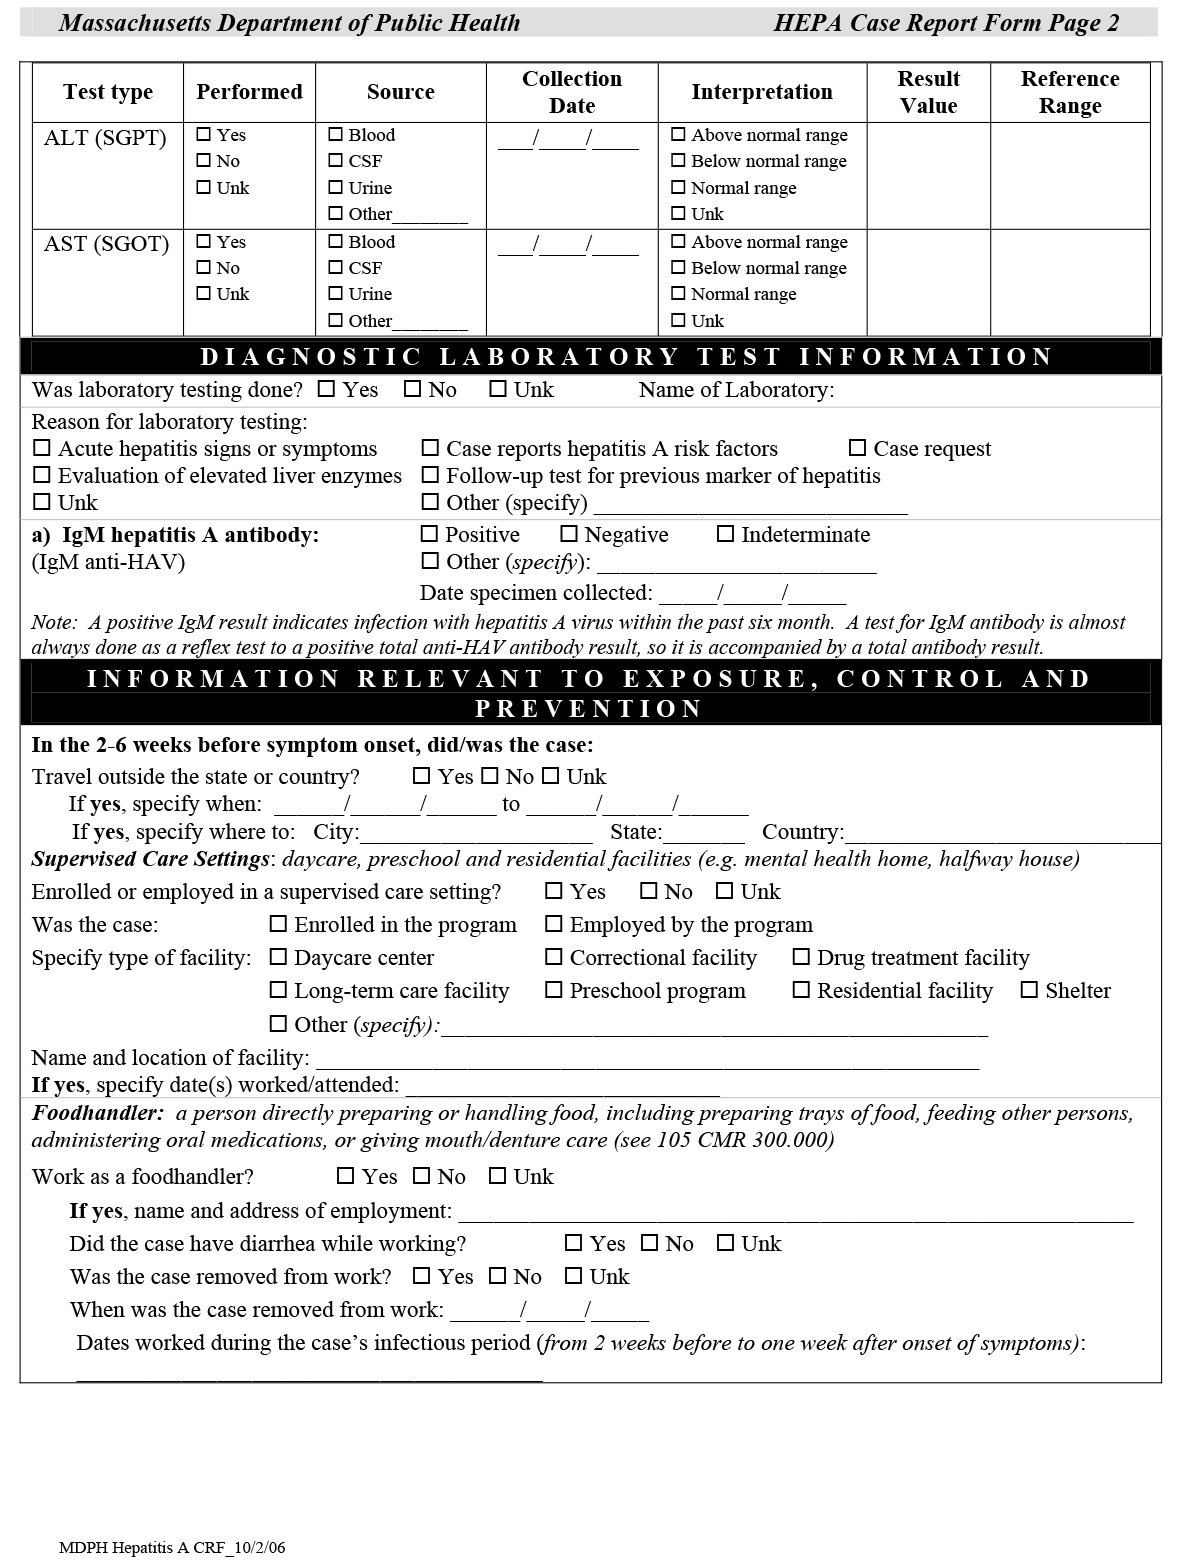 Massachusetts Department of Public Health HEPA Case Report Form Page 2
Test type Performed Source Collection Date Interpretation Result Value Reference Range
ALT (SGPT) ☐ Yes ☐ Blood ___/____/____ ☐ Above normal range
☐ No ☐ CSF ☐ Below normal range
☐ Unk ☐ Urine ☐ Normal range
☐ Other________ ☐ Unk
AST (SGOT) ☐ Yes ☐ Blood ___/____/____ ☐ Above normal range
☐ No ☐ CSF ☐ Below normal range
☐ Unk ☐ Urine ☐ Normal range
☐ Other________ ☐ Unk
DIAGNOSTIC LABORATORY TEST INFORMATION
Was laboratory testing done? ☐ Yes ☐ No ☐ Unk Name of Laboratory:
Reason for laboratory testing:
☐ Acute hepatitis signs or symptoms ☐ Case reports hepatitis A risk factors ☐ Case request
☐ Evaluation of elevated liver enzymes ☐ Follow-up test for previous marker of hepatitis
☐ Unk ☐ Other (specify) ___________________________
a) IgM hepatitis A antibody: ☐ Positive ☐ Negative ☐ Indeterminate
(IgM anti-HAV) ☐ Other (specify): ________________________
Date specimen collected: _____/_____/_____
Note: A positive IgM result indicates infection with hepatitis A virus within the past six month. A test for IgM antibody is almost
always done as a reflex test to a positive total anti-HAV antibody result, so it is accompanied by a total antibody result.
INFORMATION RELEVANT TO EXPOSURE, CONTROL AND
PREVENTION
In the 2-6 weeks before symptom onset, did/was the case:
Travel outside the state or country? ☐ Yes ☐ No ☐ Unk
If yes, specify when: ______/______/______ to ______/______/______
If yes, specify where to: City:____________________ State:_______ Country:___________________________
Supervised Care Settings: daycare, preschool and residential facilities (e.g. mental health home, halfway house)
Enrolled or employed in a supervised care setting? ☐ Yes ☐ No ☐ Unk
Was the case: ☐ Enrolled in the program ☐ Employed by the program
Specify type of facility: ☐ Daycare center ☐ Correctional facility ☐ Drug treatment facility
☐ Long-term care facility ☐ Preschool program ☐ Residential facility ☐ Shelter
☐ Other (specify):_______________________________________________
Name and location of facility: _________________________________________________________
If yes, specify date(s) worked/attended: ___________________________
Foodhandler: a person directly preparing or handling food, including preparing trays of food, feeding other persons,
administering oral medications, or giving mouth/denture care (see 105 CMR 300.000)
Work as a foodhandler? ☐ Yes ☐ No ☐ Unk
If yes, name and address of employment: __________________________________________________________
Did the case have diarrhea while working? ☐ Yes ☐ No ☐ Unk
Was the case removed from work? ☐ Yes ☐ No ☐ Unk
When was the case removed from work: ______/_____/_____
Dates worked during the case’s infectious period (from 2 weeks before to one week after onset of symptoms):
________________________________________
MDPH Hepatitis A CRF_10/2/06